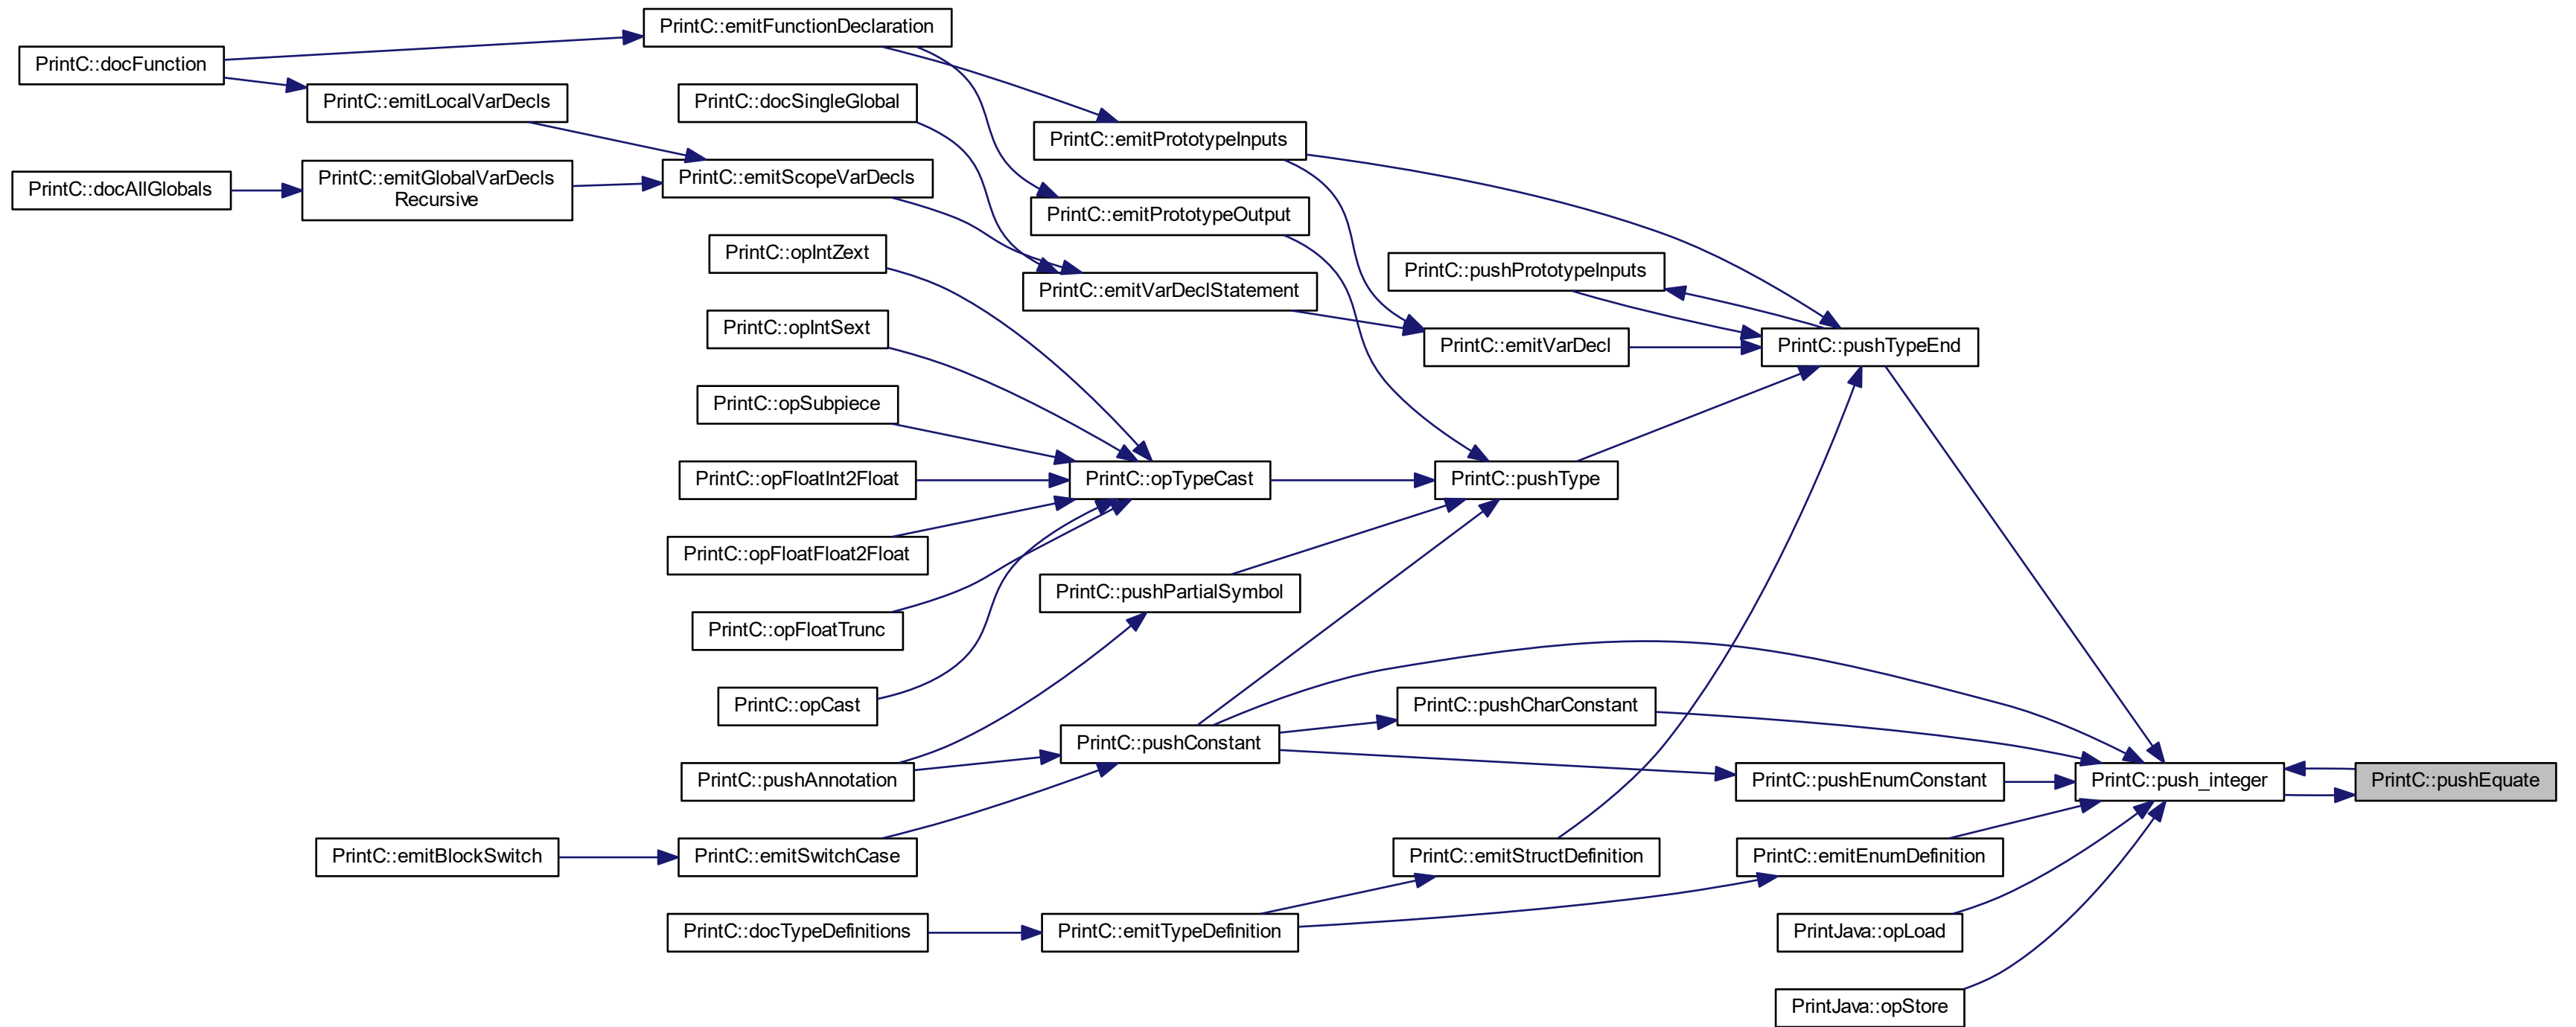 PrintC::emitFunctionDeclaration
PrintC::docFunction
PrintC::emitLocalVarDecls
PrintC::docSingleGlobal
PrintC::emitPrototypeInputs
PrintC::docAllGlobals
PrintC::emitGlobalVarDecls
Recursive
PrintC::emitScopeVarDecls
PrintC::emitPrototypeOutput
PrintC::opIntZext
PrintC::pushPrototypeInputs
PrintC::emitVarDeclStatement
PrintC::opIntSext
PrintC::emitVarDecl
PrintC::pushTypeEnd
PrintC::opSubpiece
PrintC::opFloatInt2Float
PrintC::opTypeCast
PrintC::pushType
PrintC::opFloatFloat2Float
PrintC::pushPartialSymbol
PrintC::opFloatTrunc
PrintC::opCast
PrintC::pushCharConstant
PrintC::pushConstant
PrintC::pushAnnotation
PrintC::pushEnumConstant
PrintC::push_integer
PrintC::pushEquate
PrintC::emitBlockSwitch
PrintC::emitSwitchCase
PrintC::emitStructDefinition
PrintC::emitEnumDefinition
PrintC::docTypeDefinitions
PrintC::emitTypeDefinition
PrintJava::opLoad
PrintJava::opStore